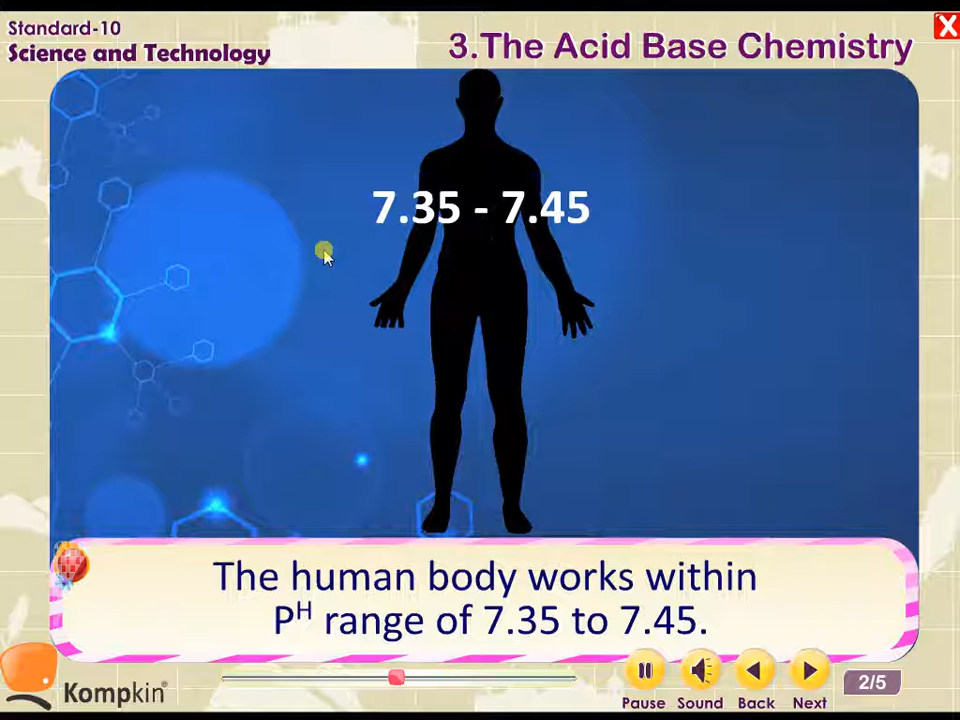 Standard-10
Science and Technology
3.The Acid Base Chemistry
X
7.35 - 7.45
The human body works within
Pᴴ range of 7.35 to 7.45.
Kompkin®
Pause Sound Back Next
2/5